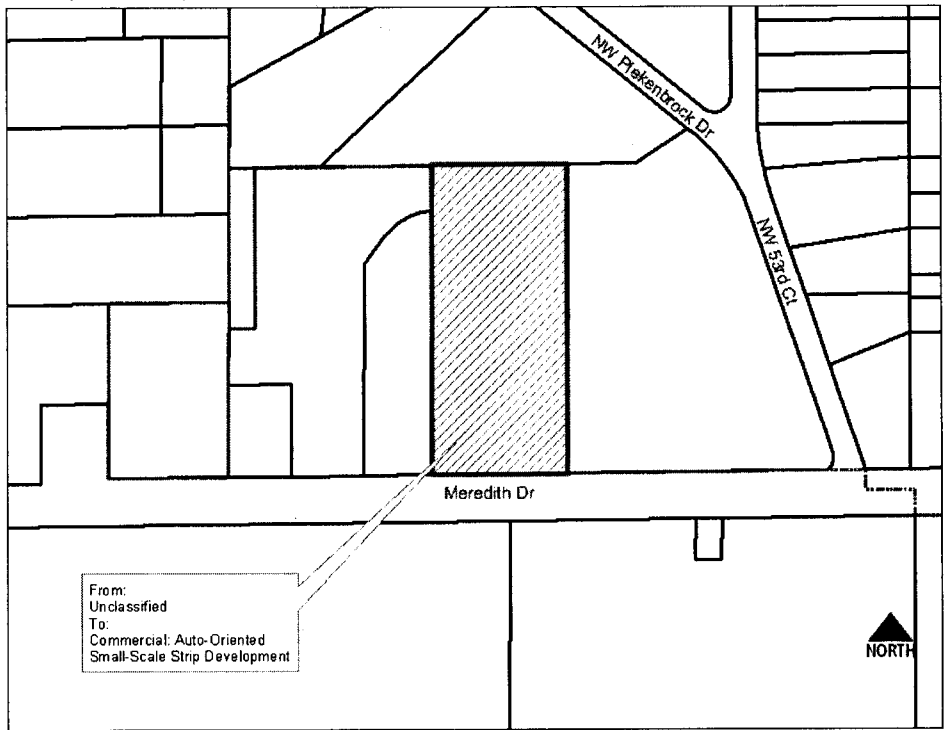 NW Plekenbrock Dr
NW 53rd Ct
Meredith Dr
From:
Unclassified
To:
Commercial: Auto-Oriented
Small-Scale Strip Development
NORTH